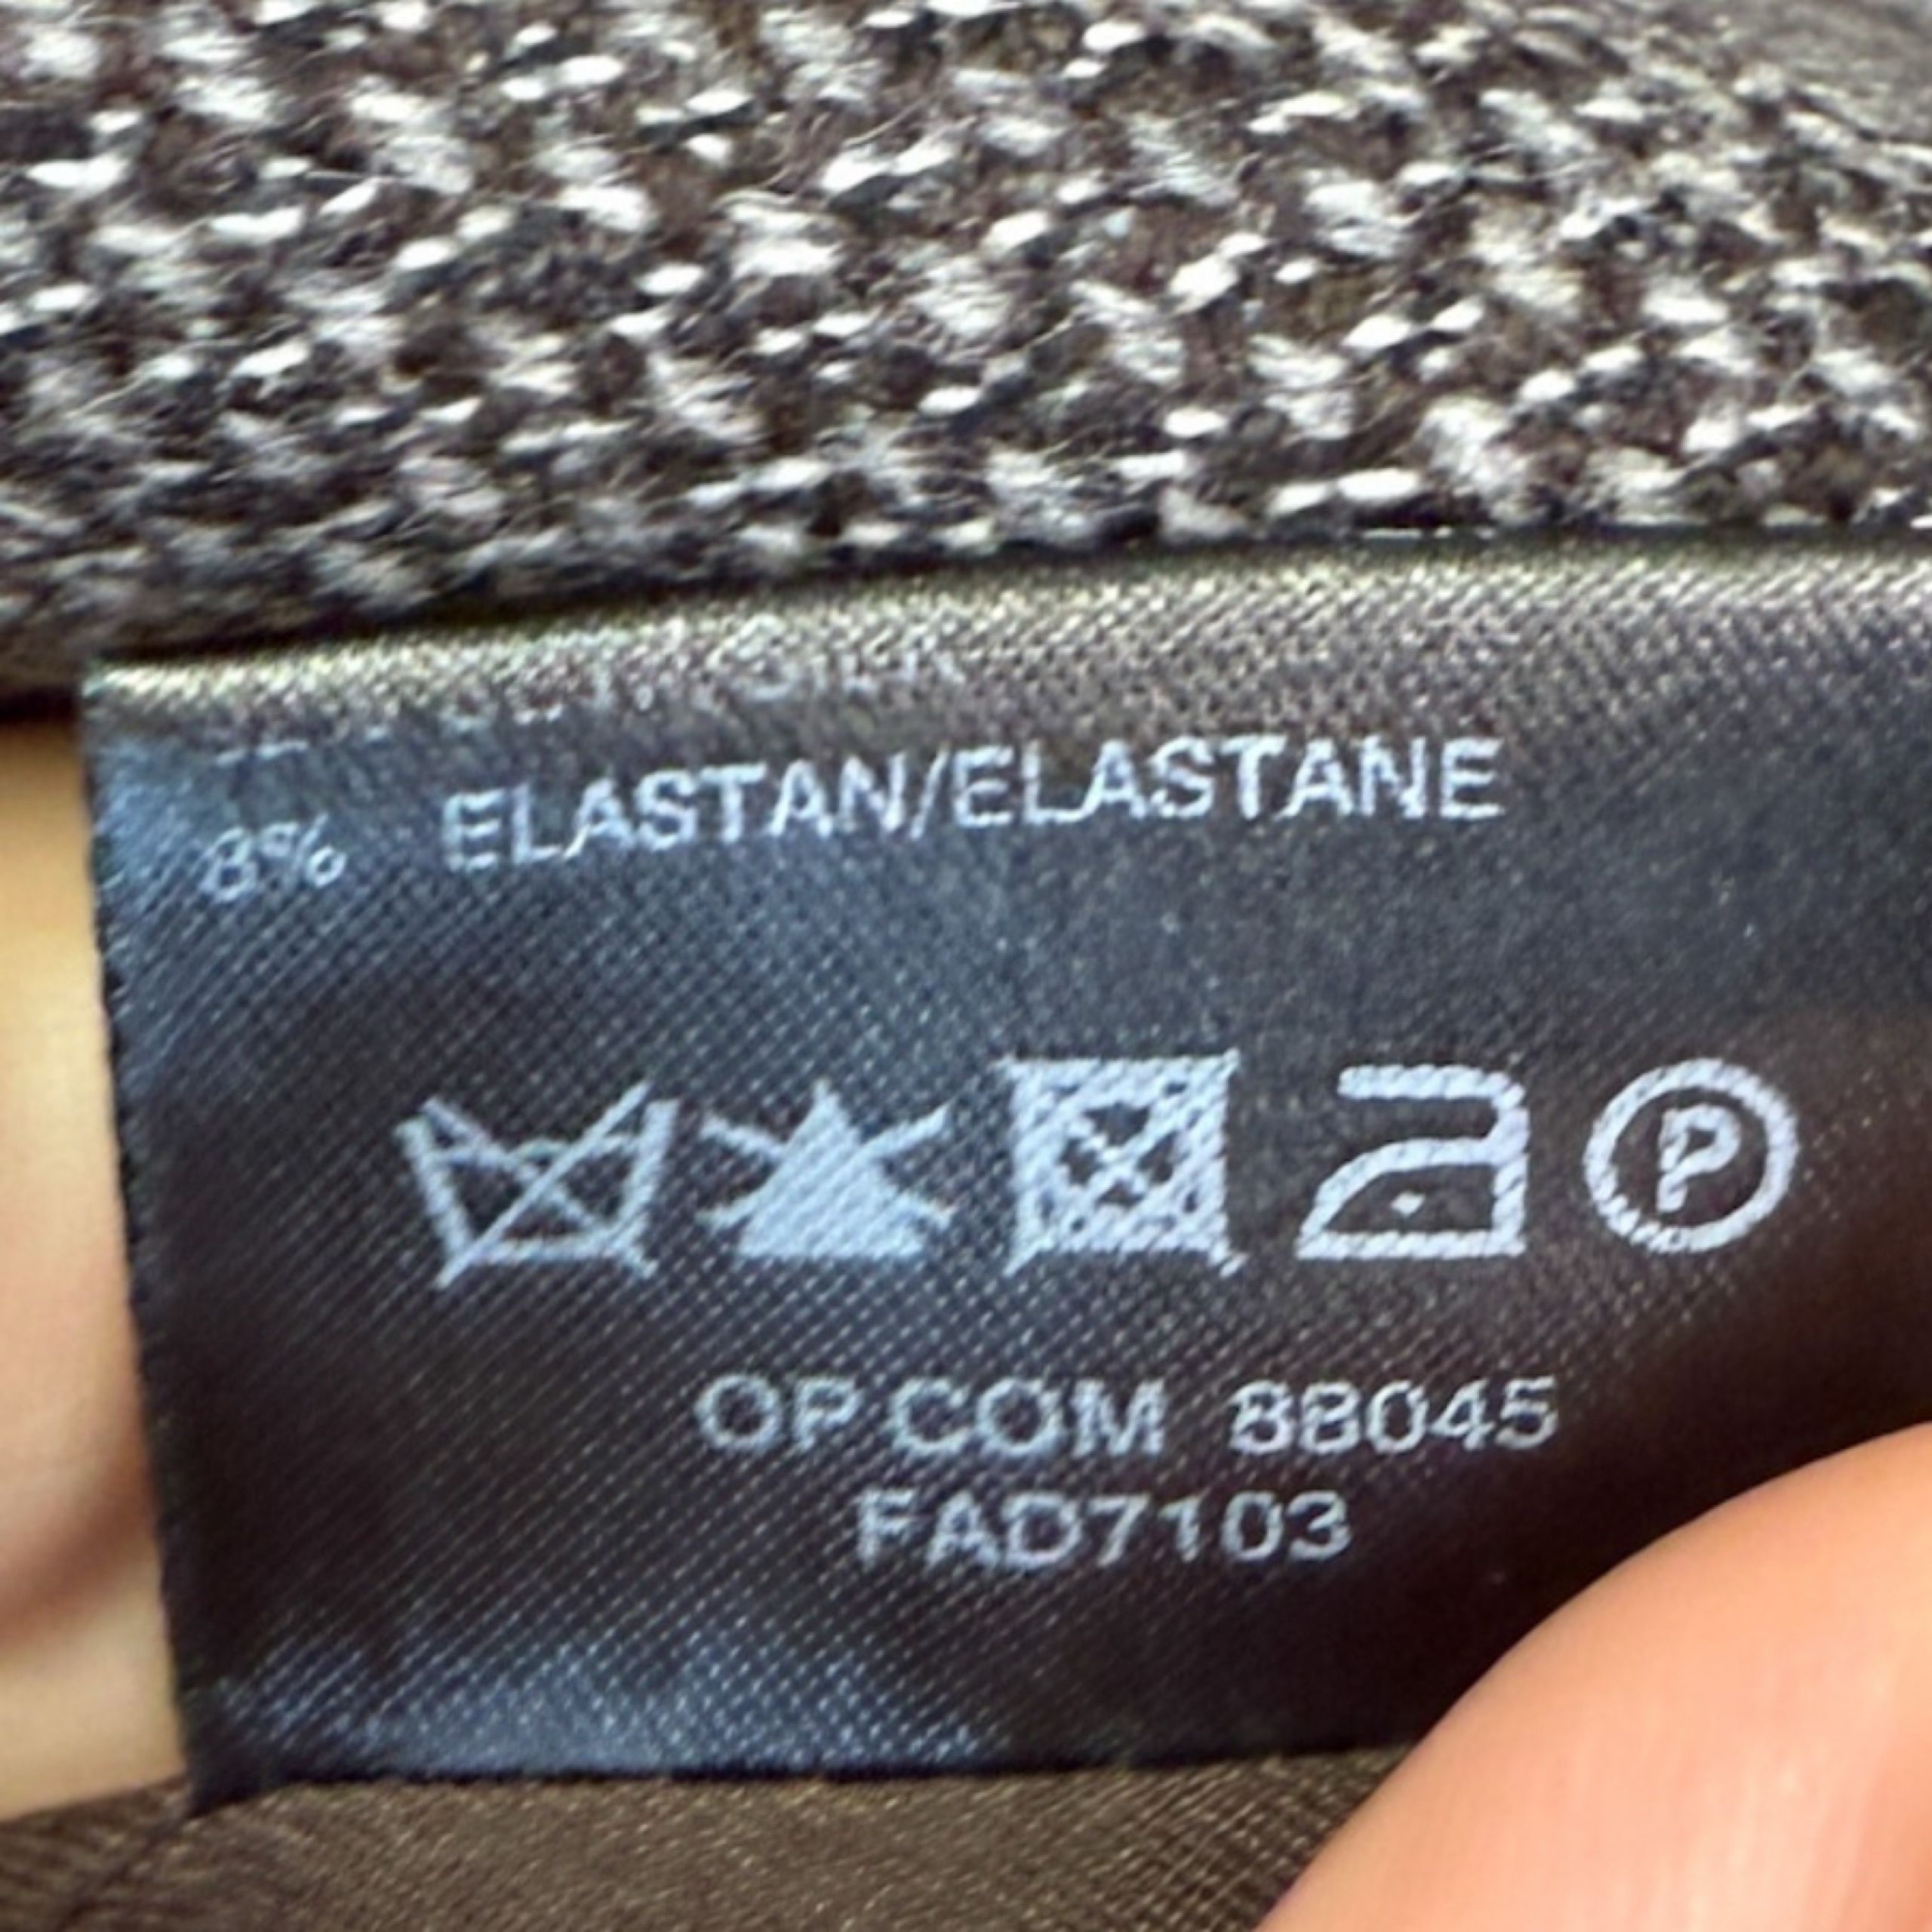 8% ELASTAN/ELASTANE
P
OP COM 88045
FAD7103